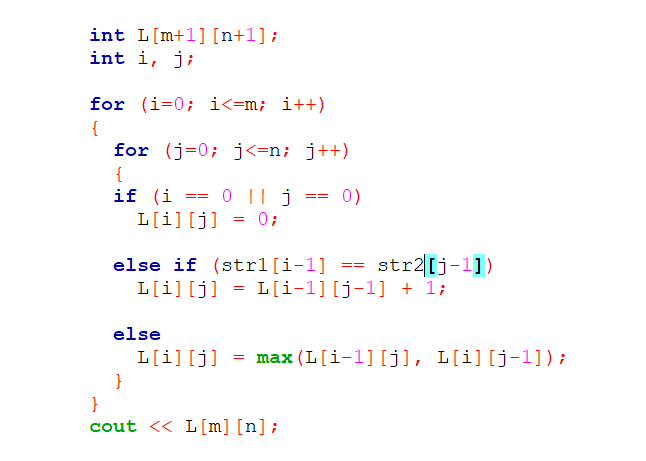 int L[m+1][n+1];
int i, j;
for (i=0; i<=m; i++)
{
for (j=0; j<=n; j++)
{
if (i == 0 || j == 0)
L[i][j] = 0;
else if (str1[i-1] == str2[j-1])
L[i][j] = L[i-1][j-1] + 1;
else
L[i][j] = max(L[i-1][j], L[i][j-1]);
}
}
cout << L[m][n];